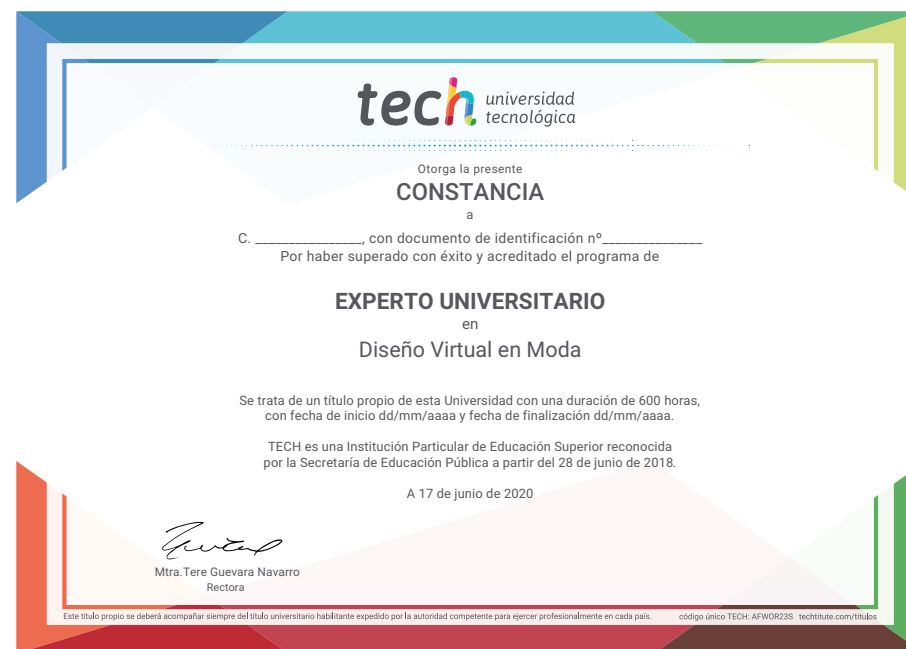 tech universidad
tecnológica
Otorga la presente
CONSTANCIA
a
C. ________________, con documento de identificación nº_______________
Por haber superado con éxito y acreditado el programa de
EXPERTO UNIVERSITARIO
en
Diseño Virtual en Moda
Se trata de un título propio de esta Universidad con una duración de 600 horas,
con fecha de inicio dd/mm/aaaa y fecha de finalización dd/mm/aaaa.
TECH es una Institución Particular de Educación Superior reconocida
por la Secretaría de Educación Pública a partir del 28 de junio de 2018.
A 17 de junio de 2020
Mtra.Tere Guevara Navarro
Rectora
Este título propio se deberá acompañar siempre del título universitario habilitante expedido por la autoridad competente para ejercer profesionalmente en cada país. código único TECH: AFWOR23S techtitute.com/titulos